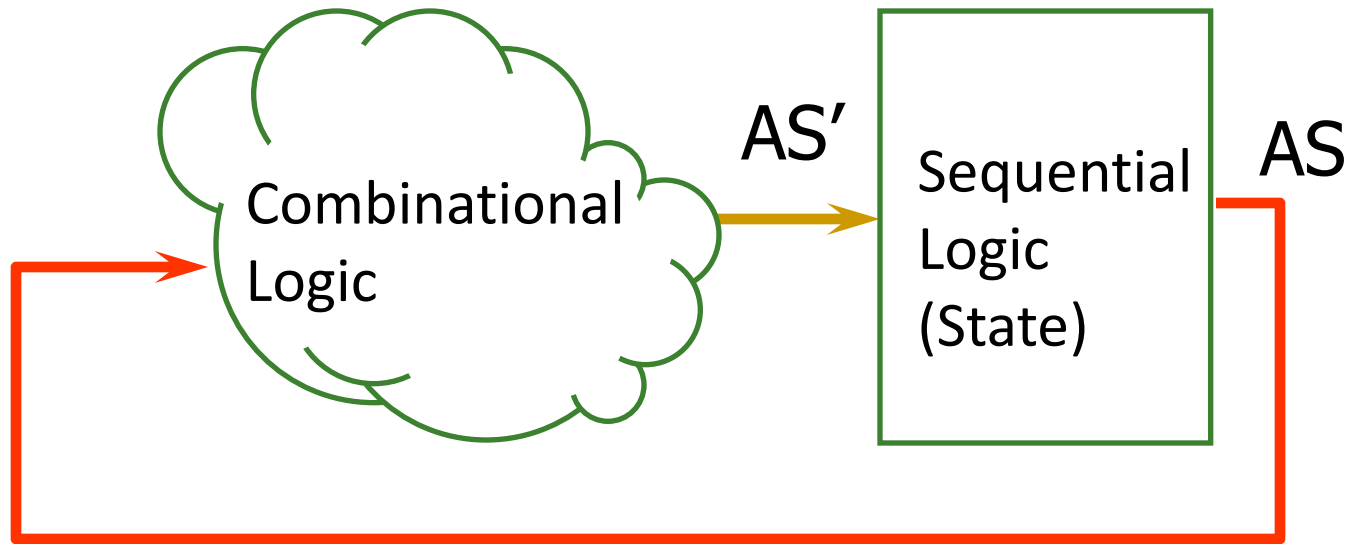 Combinational
Logic
AS′
Sequential
Logic
(State)
AS